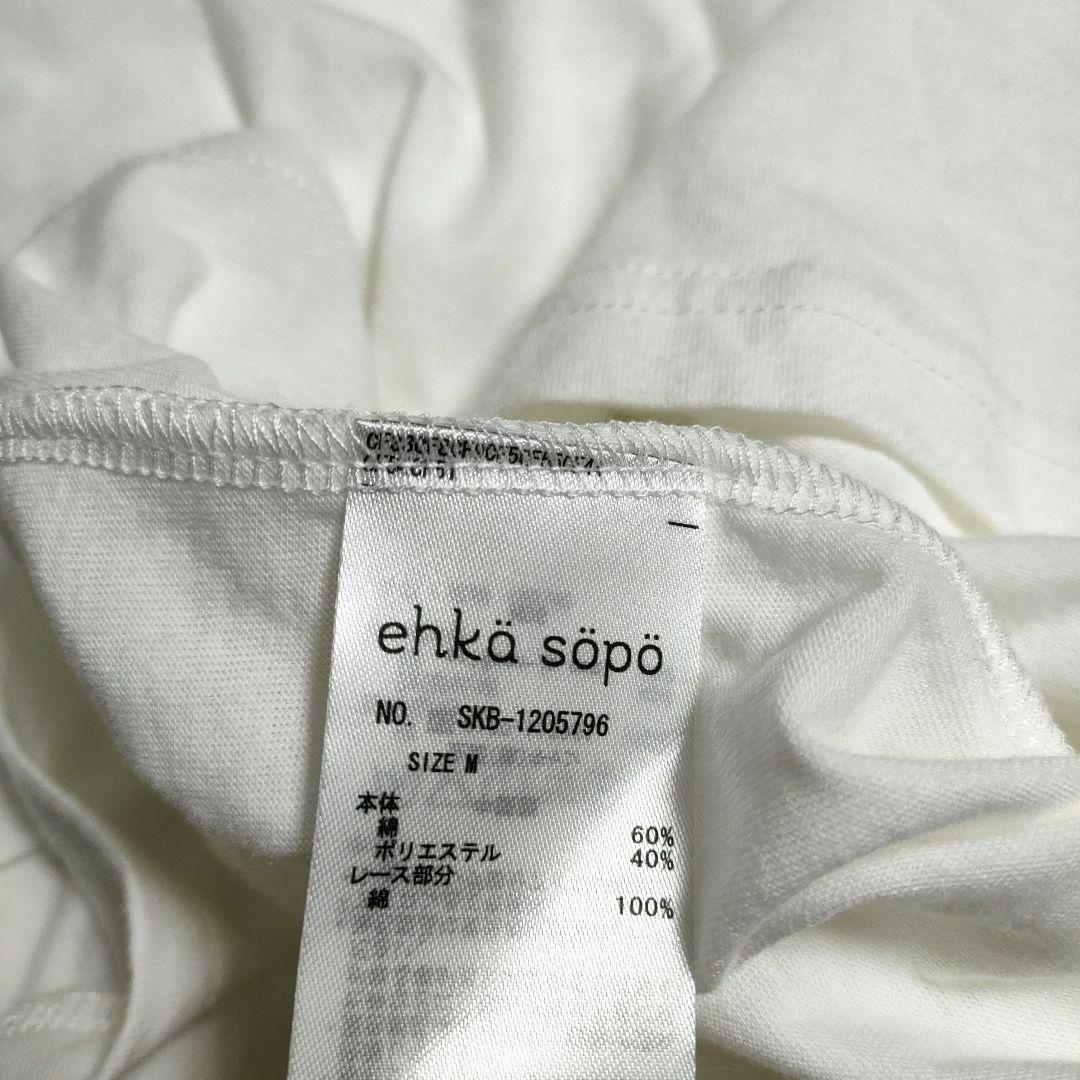 ehkä söpö
NO. SKB-1205796
SIZE M
本体
綿 60%
ポリエステル 40%
レース部分
綿 100%